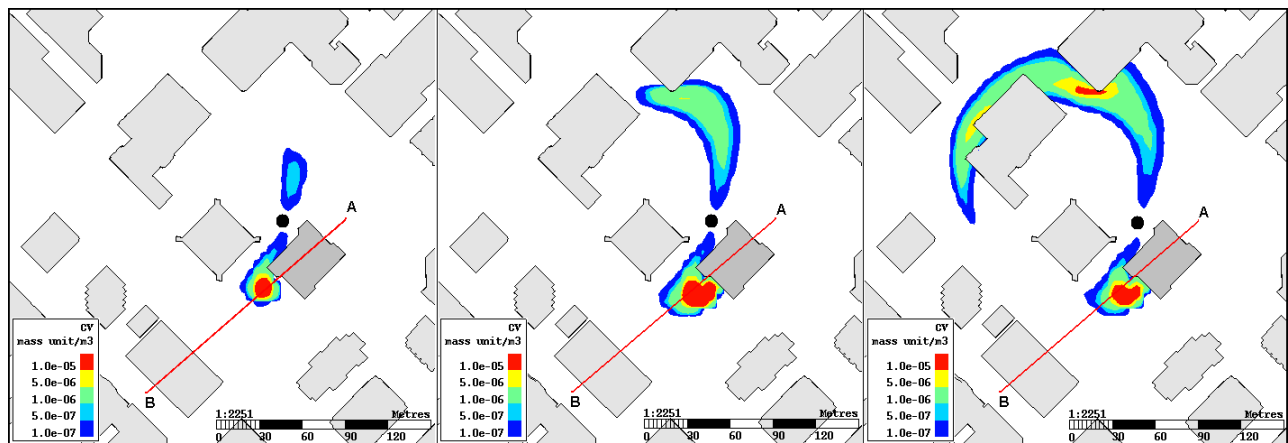 A
B
CV
mass unit/m3
1.0e-05
5.0e-06
1.0e-06
5.0e-07
1.0e-07
1:2251 Metres
0 30 60 90 120
A
B
CV
mass unit/m3
1.0e-05
5.0e-06
1.0e-06
5.0e-07
1.0e-07
1:2251 Metres
0 30 60 90 120
A
B
CV
mass unit/m3
1.0e-05
5.0e-06
1.0e-06
5.0e-07
1.0e-07
1:2251 Metres
0 30 60 90 120